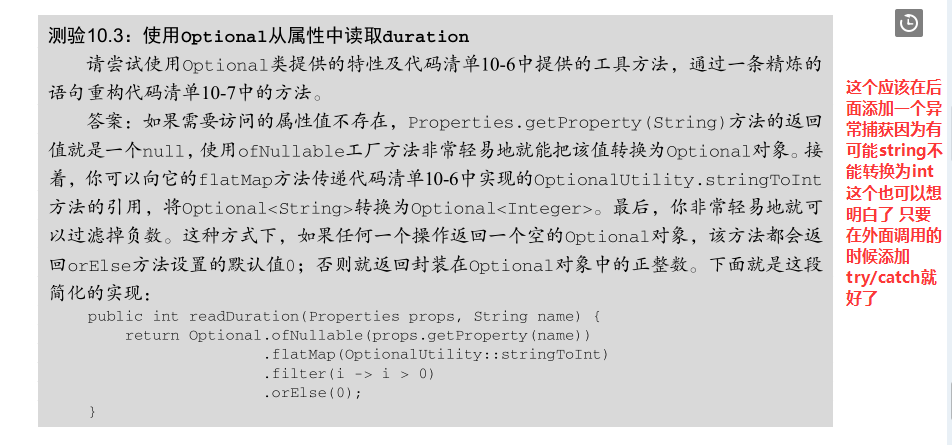 测验10.3：使用Optional从属性中读取duration
请尝试使用Optional类提供的特性及代码清单10-6中提供的工具方法，通过一条精炼的
语句重构代码清单10-7中的方法。
答案：如果需要访问的属性值不存在，Properties.getProperty(String)方法的返回
值就是一个null，使用ofNullable工厂方法非常轻易地就能把该值转换为Optional对象。接
着，你可以向它的flatMap方法传递代码清单10-6中实现的OptionalUtility.stringToInt
方法的引用，将Optional<String>转换为Optional<Integer>。最后，你非常轻易地就可
以过滤掉负数。这种方式下，如果任何一个操作返回一个空的Optional对象，该方法都会返
回orElse方法设置的默认值0；否则就返回封装在Optional对象中的正整数。下面就是这段
简化的实现：
public int readDuration(Properties props, String name) {
return Optional.ofNullable(props.getProperty(name))
.flatMap(OptionalUtility::stringToInt)
.filter(i -> i > 0)
.orElse(0);
}
这个应该在后
面添加一个异
常捕获因为有
可能string不
能转换为int
这个也可以想
明白了 只要
在外面调用的
时候添加
try/catch就
好了